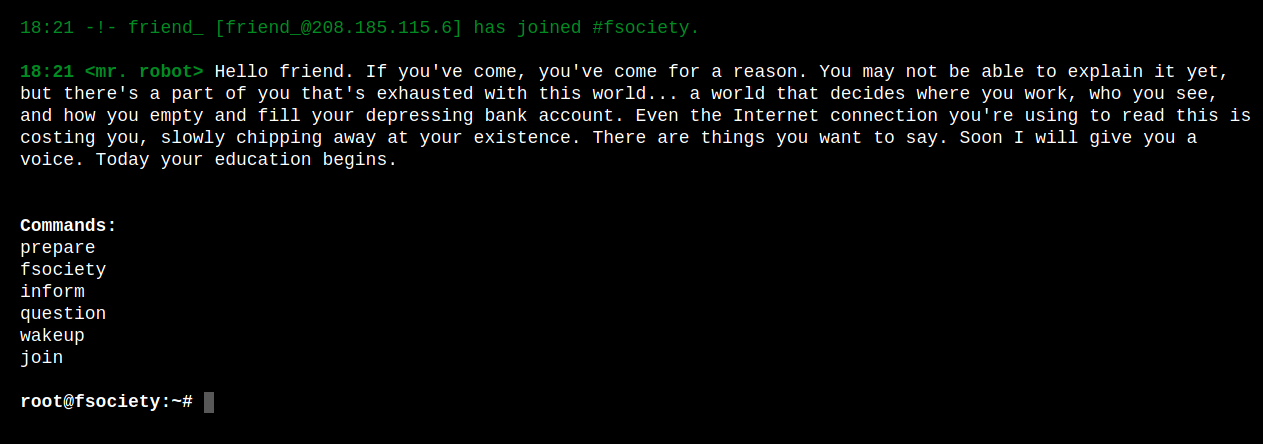 18:21 -!- friend_ [friend_@208.185.115.6] has joined #fsociety.
18:21 <mr. robot> Hello friend. If you've come, you've come for a reason. You may not be able to explain it yet,
but there's a part of you that's exhausted with this world... a world that decides where you work, who you see,
and how you empty and fill your depressing bank account. Even the Internet connection you're using to read this is
costing you, slowly chipping away at your existence. There are things you want to say. Soon I will give you a
voice. Today your education begins.
Commands:
prepare
fsociety
inform
question
wakeup
join
root@fsociety:~#